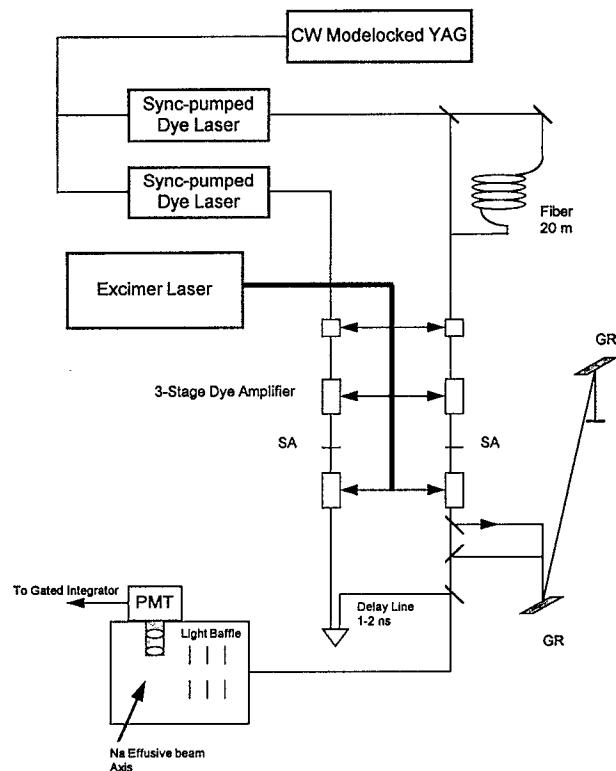 CW Modelocked YAG
Sync-pumped
Dye Laser
Sync-pumped
Dye Laser
Fiber
20 m
Excimer Laser
GR
3-Stage Dye Amplifier
SA
SA
To Gated Integrator
PMT
Delay Line
1-2 ns
Light Baffle
GR
Na Effusive beam
Axis